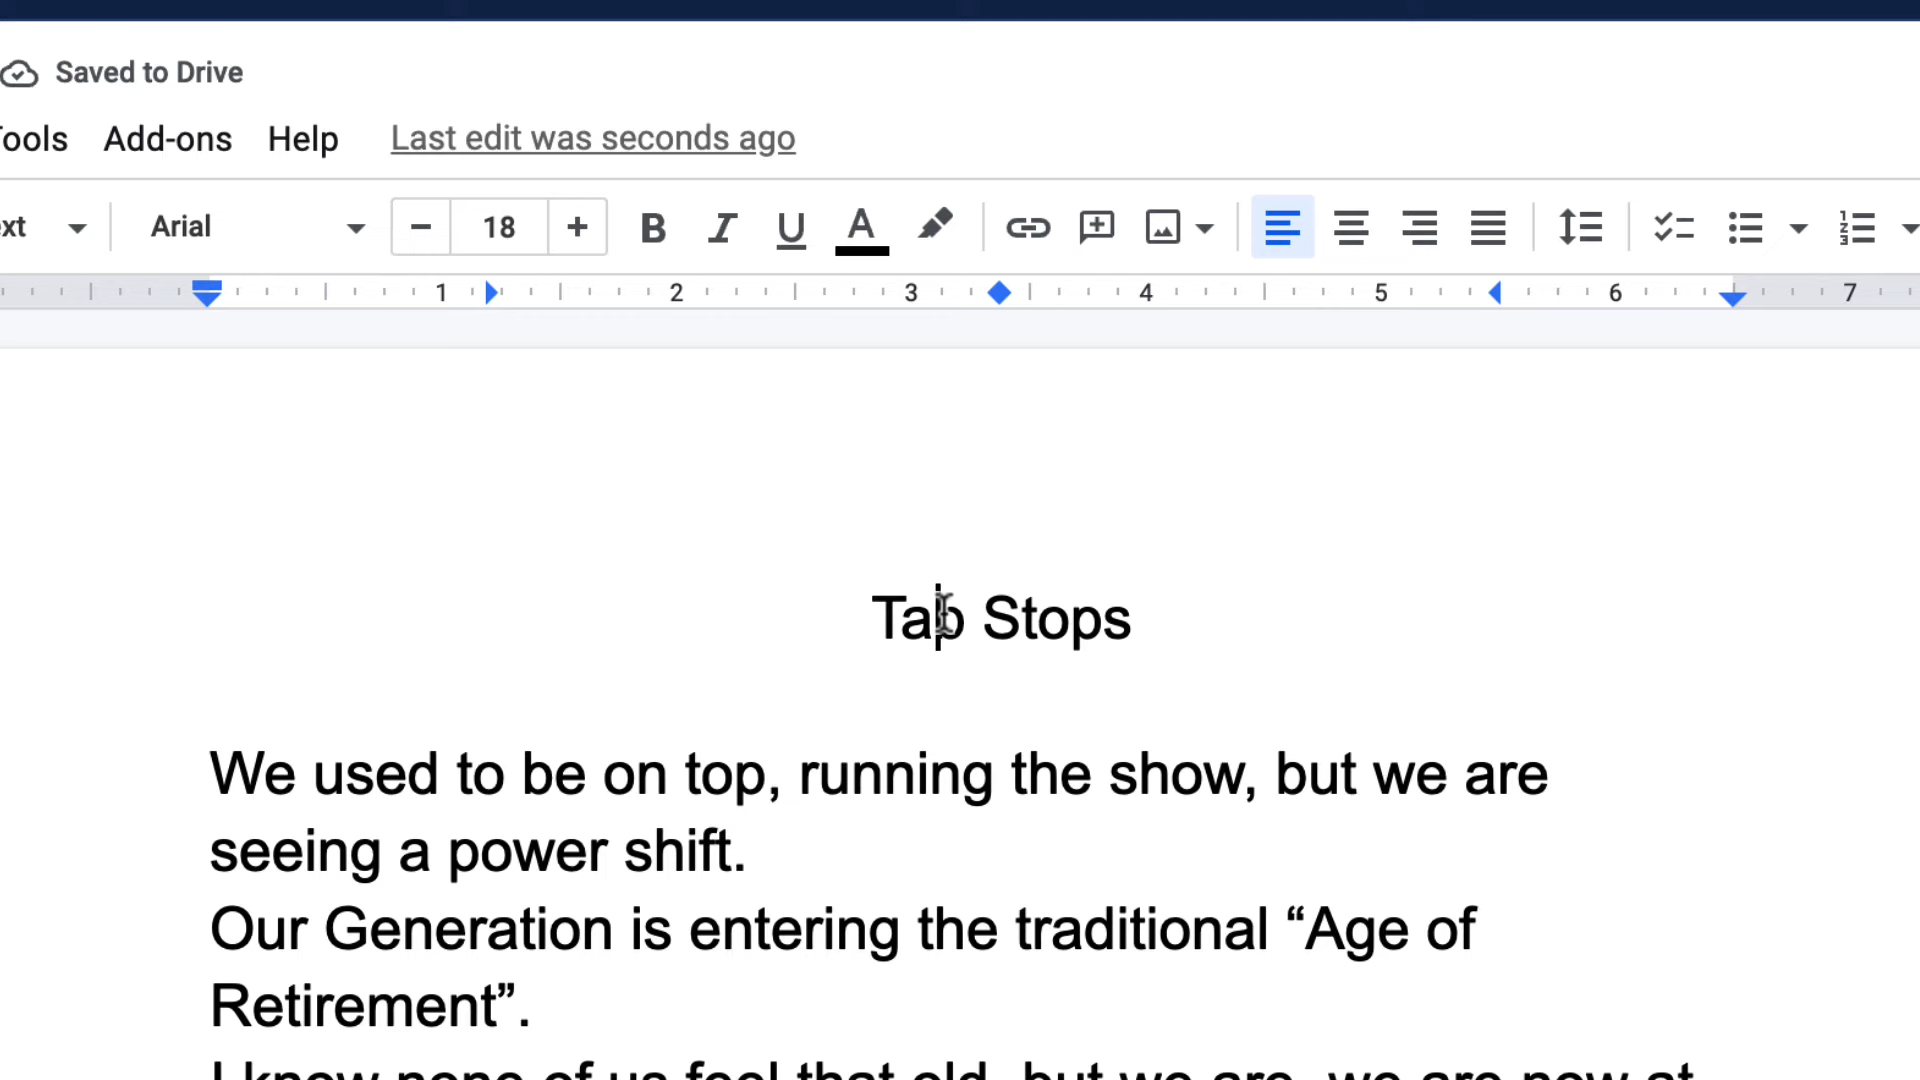 Saved to Drive
Tools Add-ons Help Last edit was seconds ago
ext Arial 18 B I U A
1 2 3 4 5 6 7
Tab Stops
We used to be on top, running the show, but we are
seeing a power shift.
Our Generation is entering the traditional “Age of
Retirement”.
I know none of us feel that old, but we are, we are now at